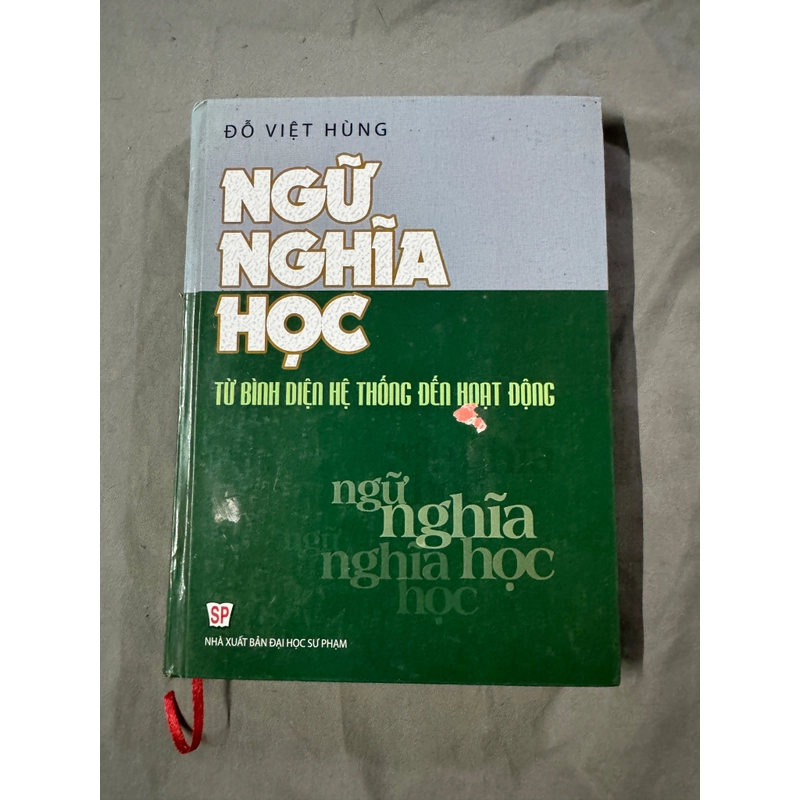 ĐỖ VIỆT HÙNG
NGỮ
NGHĨA
HỌC
TỪ BÌNH DIỆN HỆ THỐNG ĐẾN HOẠT ĐỘNG
ngữ
nghĩa
ngữ
nghĩa học
học
SP
NHÀ XUẤT BẢN ĐẠI HỌC SƯ PHẠM